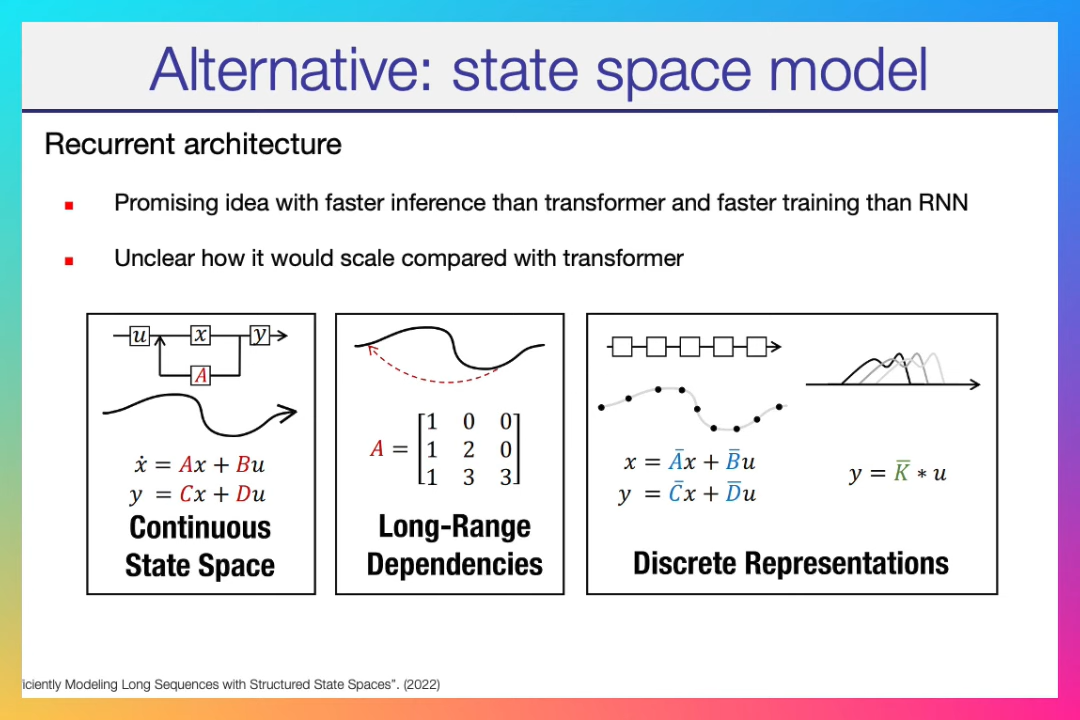 Alternative: state space model
Recurrent architecture
▪ Promising idea with faster inference than transformer and faster training than RNN
▪ Unclear how it would scale compared with transformer
u x y
A
ẋ = Ax + Bu
y = Cx + Du
Continuous
State Space
A = [1 0 0]
[1 2 0]
[1 3 3]
Long-Range
Dependencies
x = A̅x + B̅u
y = C̅x + D̅u
y = K̅ * u
Discrete Representations
iciently Modeling Long Sequences with Structured State Spaces". (2022)